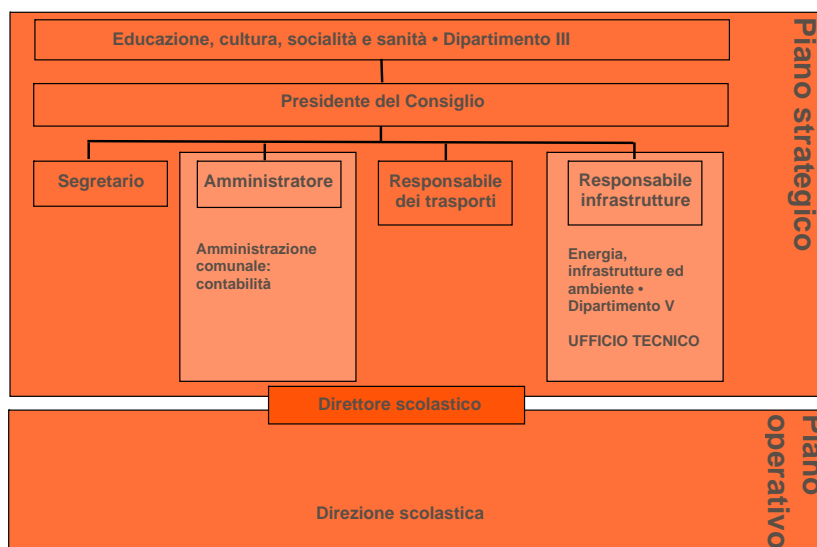 Educazione, cultura, socialità e sanità • Dipartimento III
Presidente del Consiglio
Segretario
Amministratore
Responsabile
dei trasporti
Responsabile
infrastrutture
Amministrazione
comunale:
contabilità
Energia,
infrastrutture ed
ambiente •
Dipartimento V
UFFICIO TECNICO
Piano strategico
Direttore scolastico
Direzione scolastica
Piano
operativo